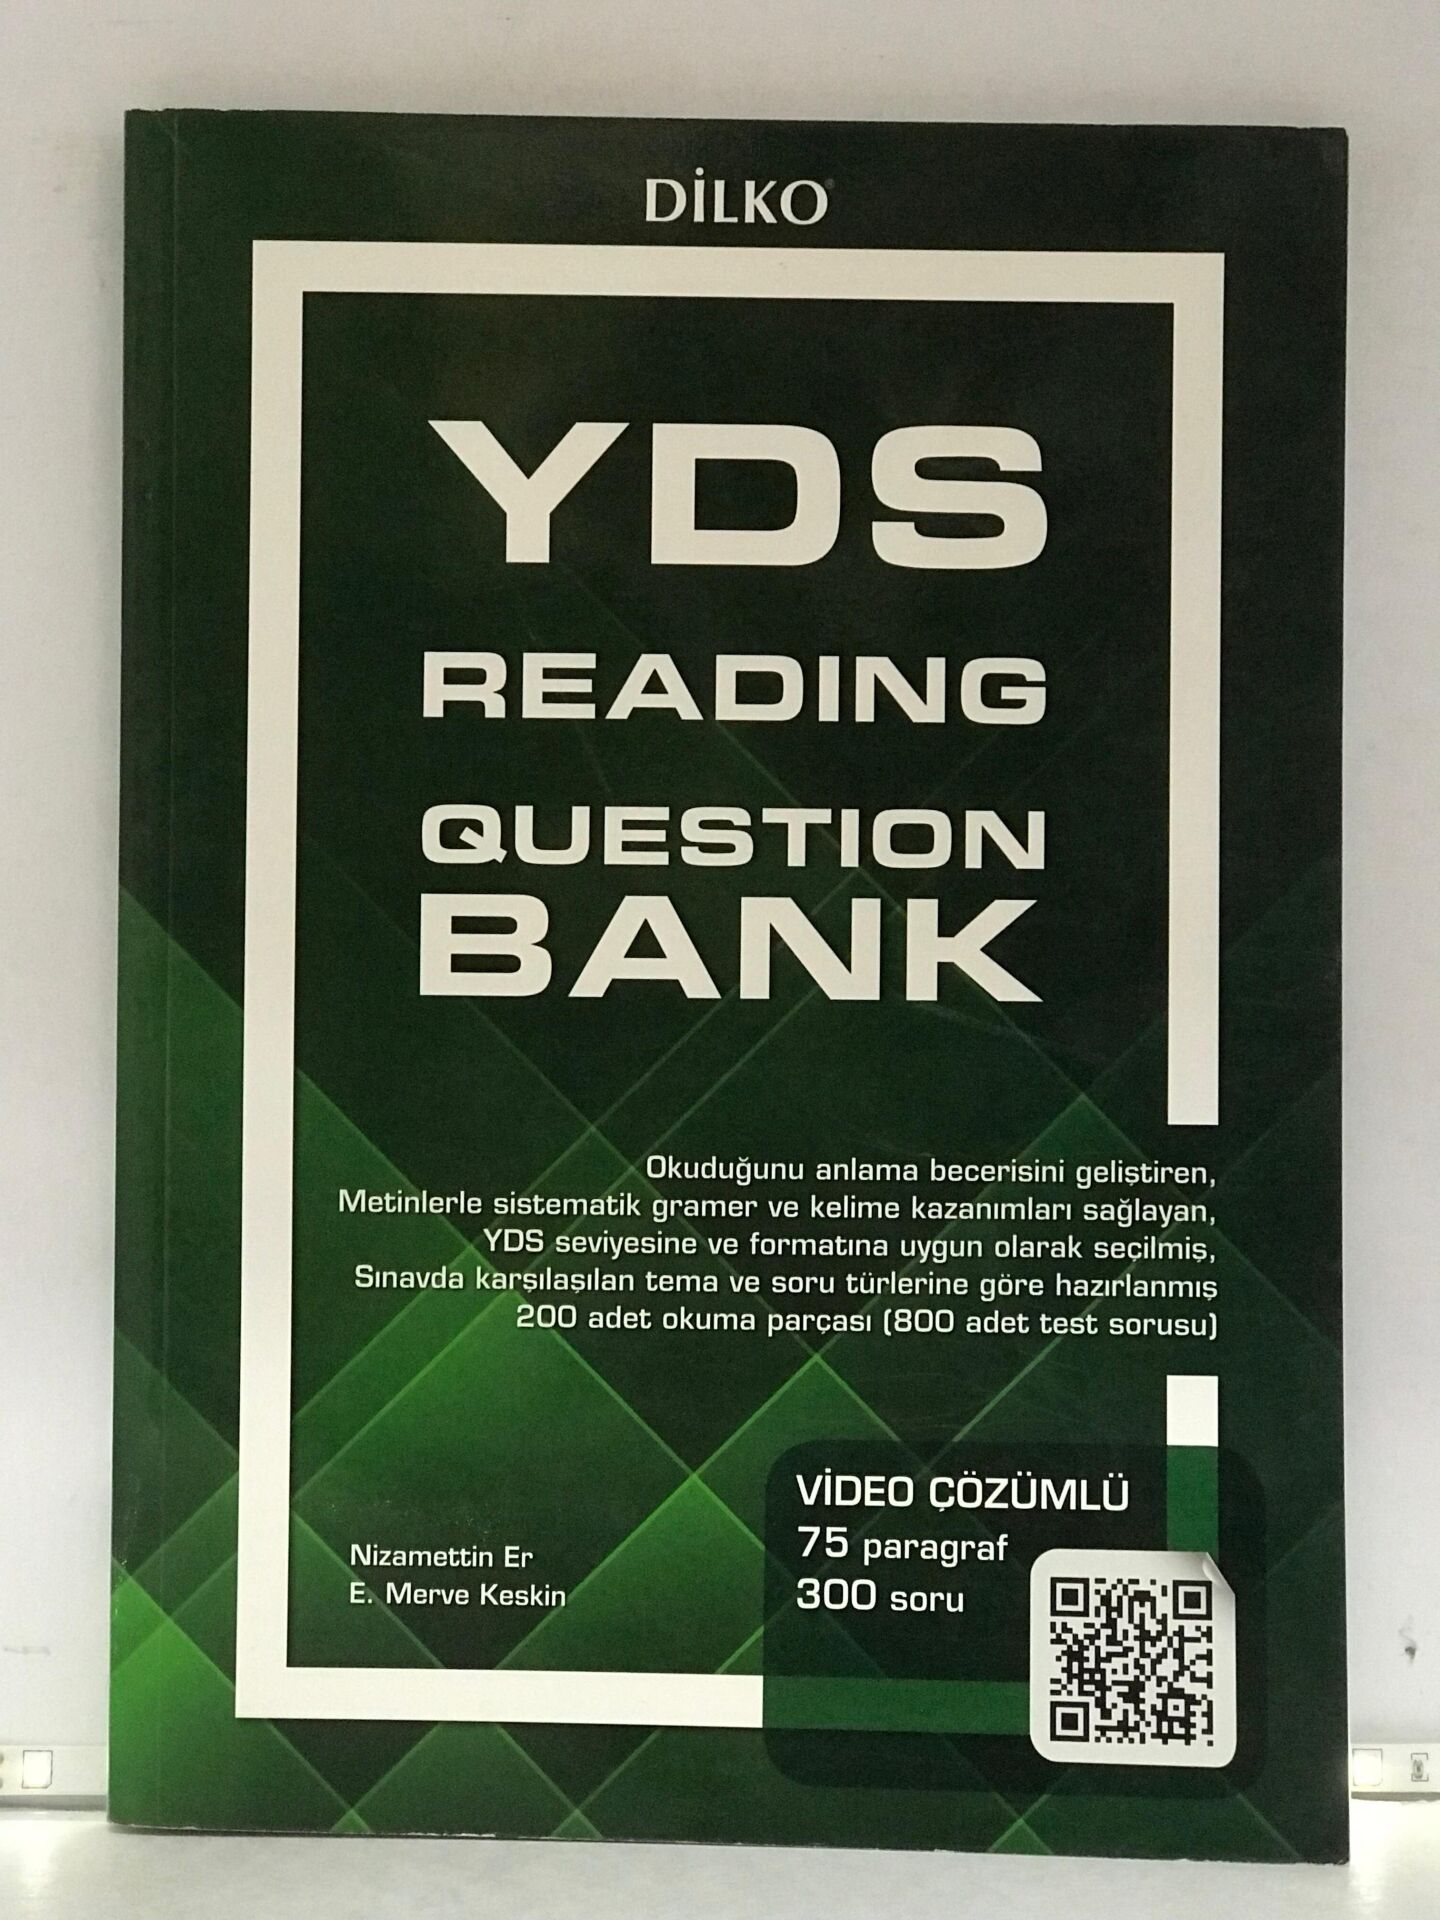 DİLKO
YDS
READING
QUESTION
BANK
Okuduğunu anlama becerisini geliştiren,
Metinlerle sistematik gramer ve kelime kazanımları sağlayan,
YDS seviyesine ve formatına uygun olarak seçilmiş,
Sınavda karşılaşılan tema ve soru türlerine göre hazırlanmış
200 adet okuma parçası (800 adet test sorusu)
VİDEO ÇÖZÜMLÜ
75 paragraf
300 soru
Nizamettin Er
E. Merve Keskin